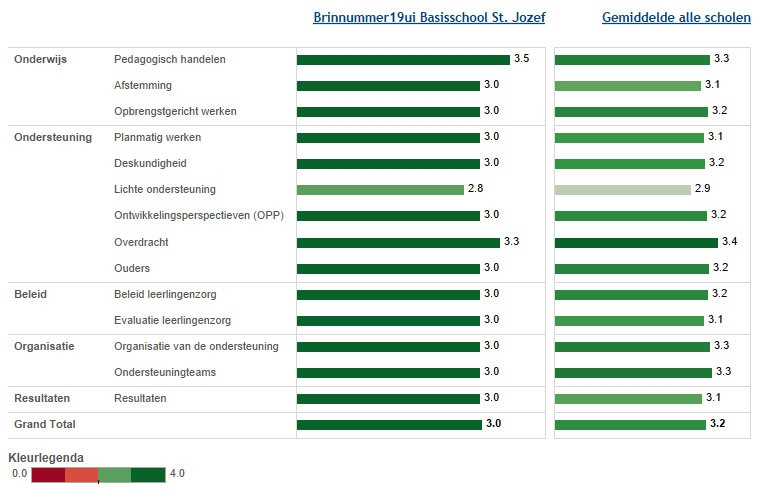 Brinnummer19ui Basisschool St. Jozef Gemiddelde alle scholen
Onderwijs Pedagogisch handelen 3.5 3.3
Afstemming 3.0 3.1
Opbrengstgericht werken 3.0 3.2
Ondersteuning Planmatig werken 3.0 3.1
Deskundigheid 3.0 3.2
Lichte ondersteuning 2.8 2.9
Ontwikkelingsperspectieven (OPP) 3.0 3.2
Overdracht 3.3 3.4
Ouders 3.0 3.2
Beleid Beleid leerlingenzorg 3.0 3.2
Evaluatie leerlingenzorg 3.0 3.1
Organisatie Organisatie van de ondersteuning 3.0 3.3
Ondersteuningteams 3.0 3.3
Resultaten Resultaten 3.0 3.1
Grand Total 3.0 3.2
Kleurlegenda
0.0 4.0